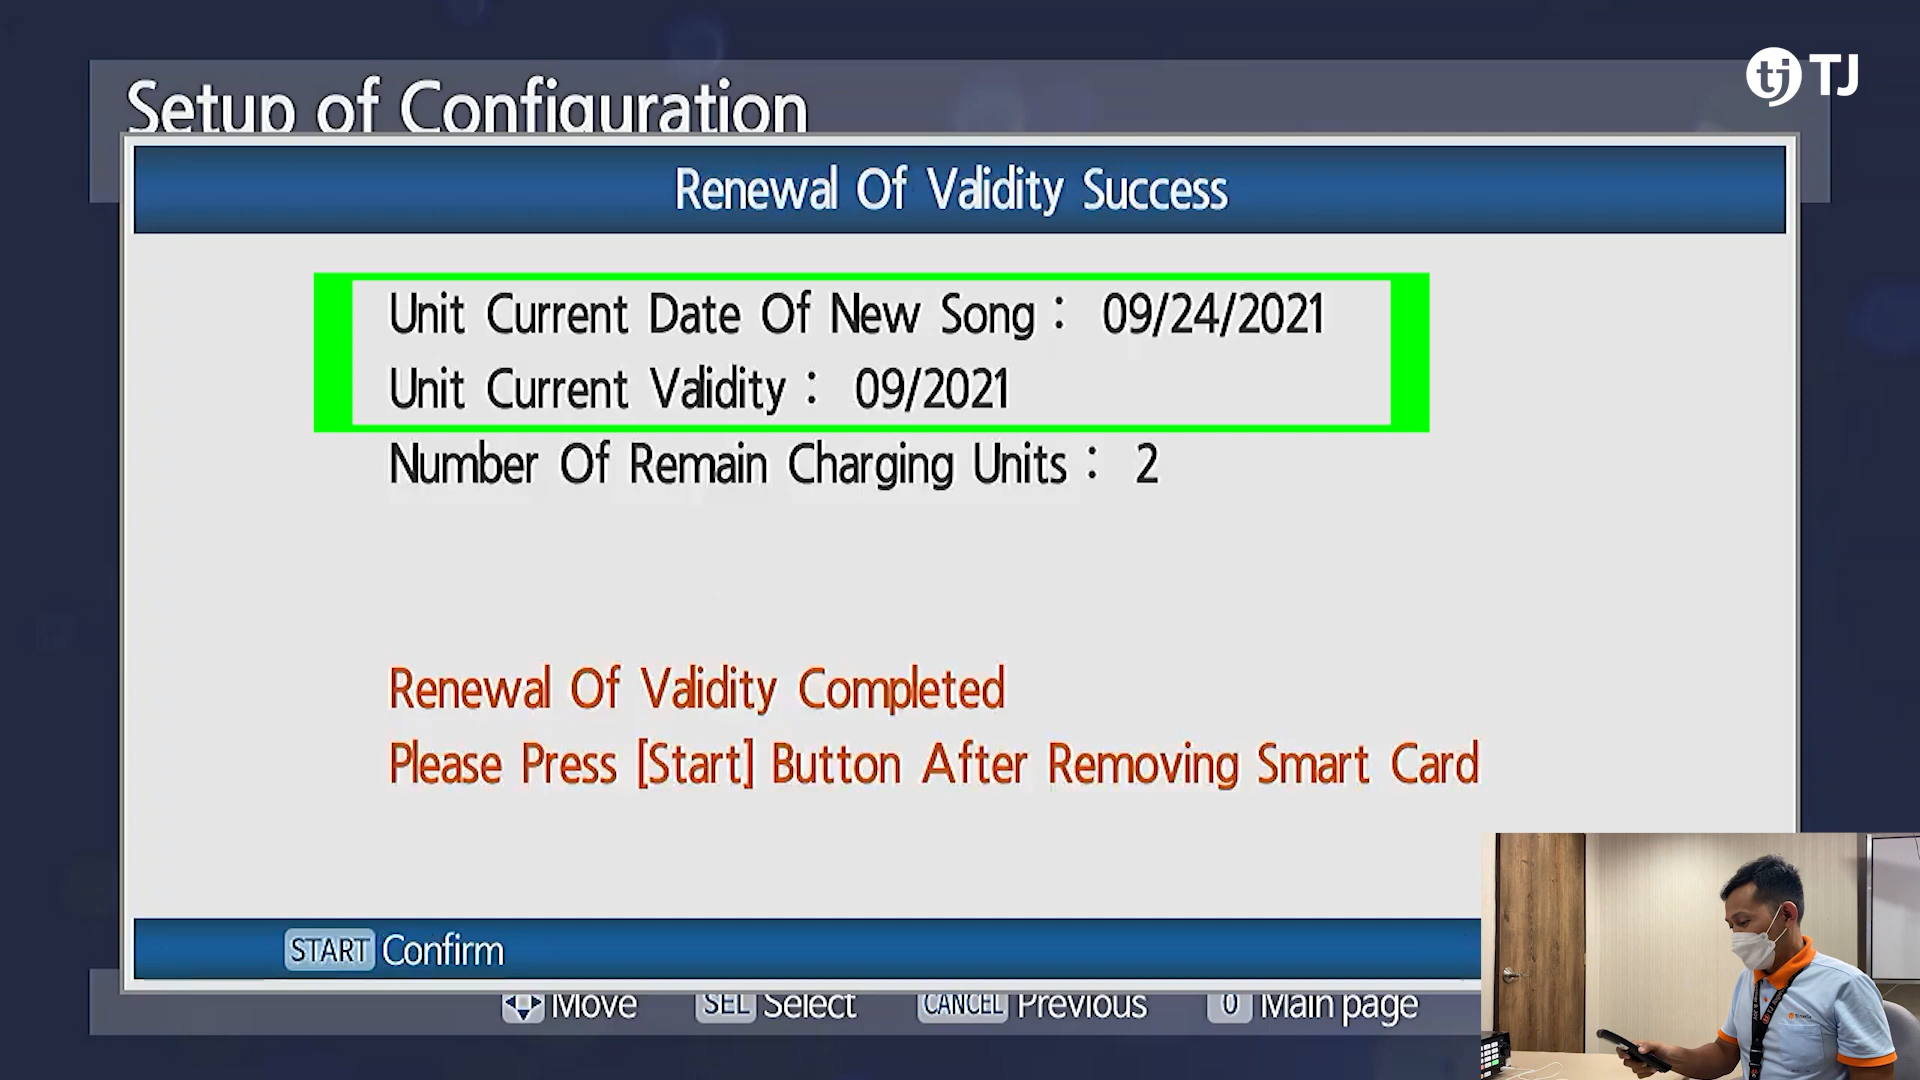 tj TJ
Setup of Configuration
Renewal Of Validity Success
Unit Current Date Of New Song : 09/24/2021
Unit Current Validity : 09/2021
Number Of Remain Charging Units : 2
Renewal Of Validity Completed
Please Press [Start] Button After Removing Smart Card
START Confirm
Move SEL Select CANCEL Previous 0 Main page